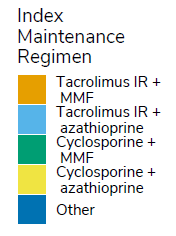 Index
Maintenance
Regimen
Tacrolimus IR +
MMF
Tacrolimus IR +
azathioprine
Cyclosporine +
MMF
Cyclosporine +
azathioprine
Other